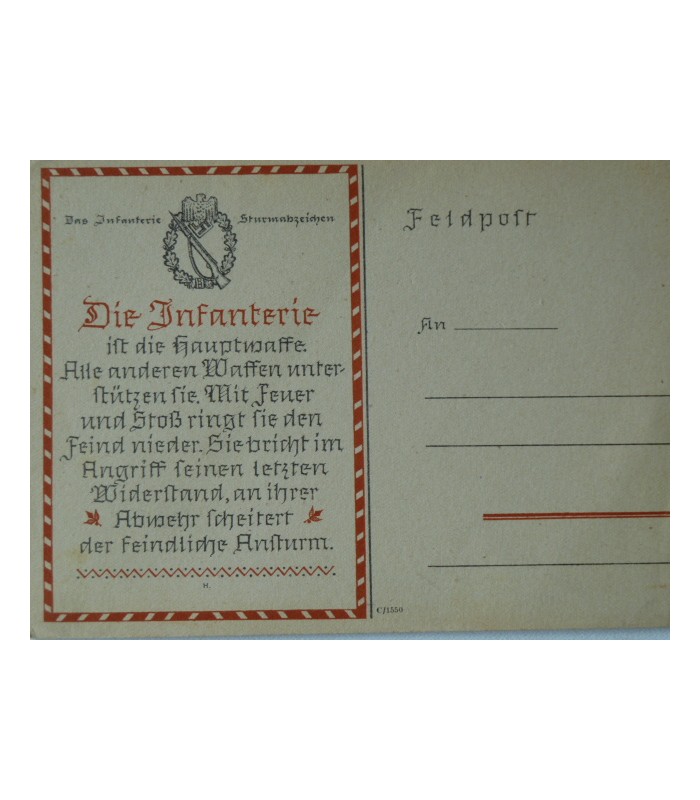 Das Infanterie Sturmabzeichen
Die Infanterie
ist die Hauptwaffe.
Alle anderen Waffen unter-
stützen sie. Mit Feuer
und Stoß ringt sie den
Feind nieder. Sie bricht im
Angriff seinen letzten
Widerstand, an ihrer
Abwehr scheitert
der feindliche Ansturm.
H.
Feldpost
An
C/1550